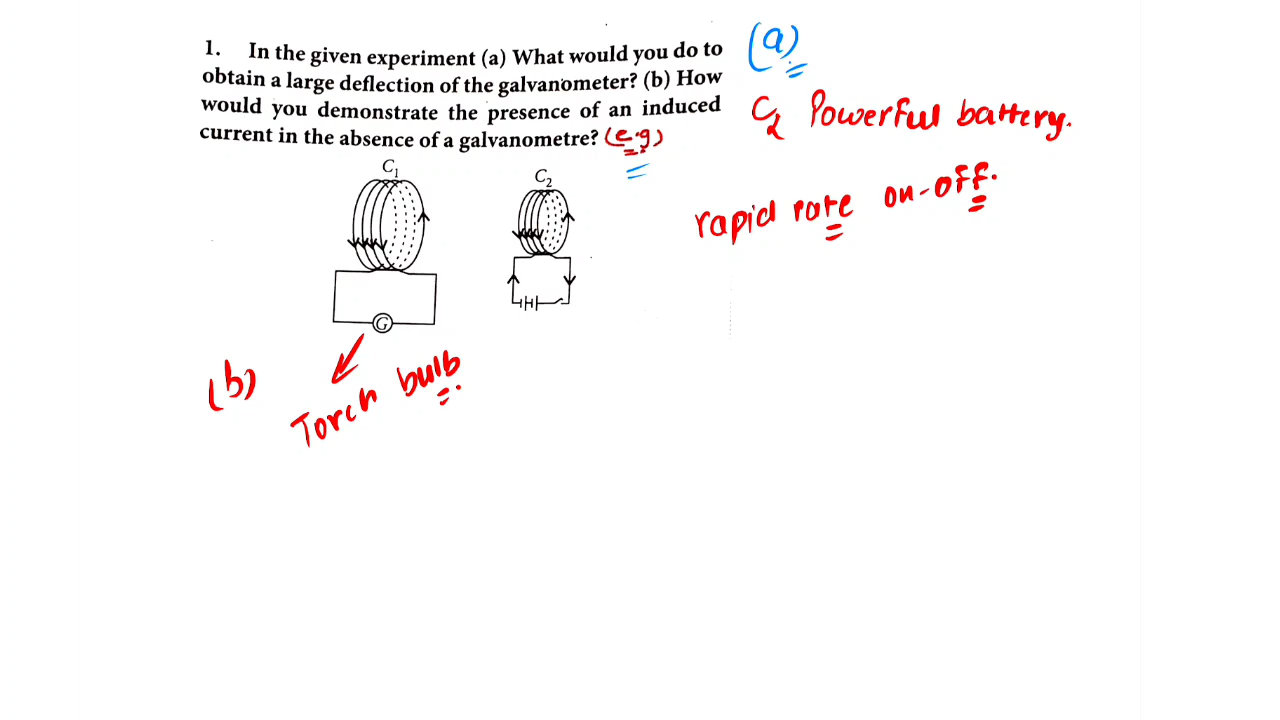 1. In the given experiment (a) What would you do to
obtain a large deflection of the galvanometer? (b) How
would you demonstrate the presence of an induced
current in the absence of a galvanometre? (e.g)
(a)
C2 Powerful battery.
rapid rate on-off.
C1
C2
G
(b)
Torch bulb